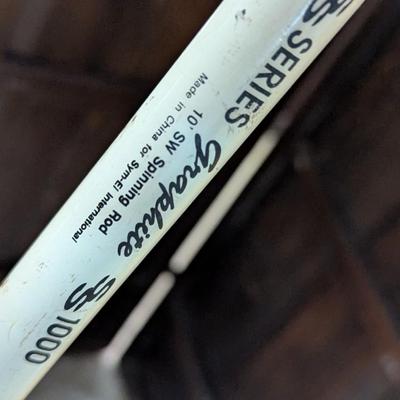 SS SERIES
Graphite SS 1000
10' SW Spinning Rod
Made in China for Sym-El International